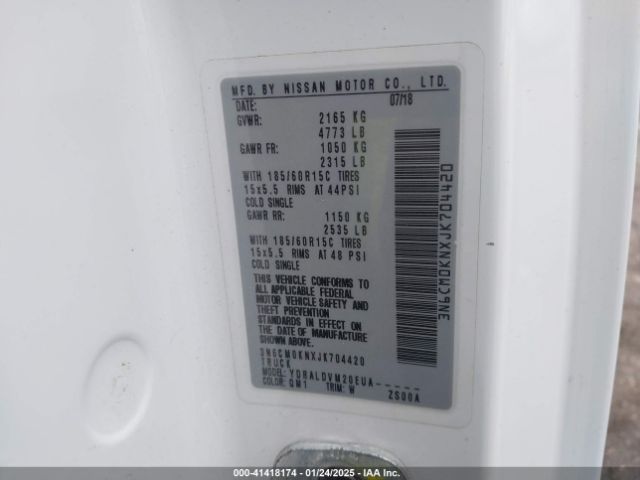 MFD. BY NISSAN MOTOR CO., LTD.
DATE: 07/18
GVWR: 2165 KG
4773 LB
GAWR FR: 1050 KG
2315 LB
WITH 185/60R15C TIRES
15x5.5 RIMS AT 44PSI
COLD SINGLE
GAWR RR: 1150 KG
2535 LB
WITH 185/60R15C TIRES
15x5.5 RIMS AT 48 PSI
COLD SINGLE
THIS VEHICLE CONFORMS TO
ALL APPLICABLE FEDERAL
MOTOR VEHICLE SAFETY AND
THEFT PREVENTION
STANDARDS IN EFFECT ON
THE DATE OF MANUFACTURE
SHOWN ABOVE.
3N6CM0KNXJK704420
TRUCK
MODEL: YDRALDVM20EUA-----
COLOR: QM1 TRIM: W ZS00A
3N6CM0KNXJK704420
000-41418174 | 01/24/2025 - IAA Inc.